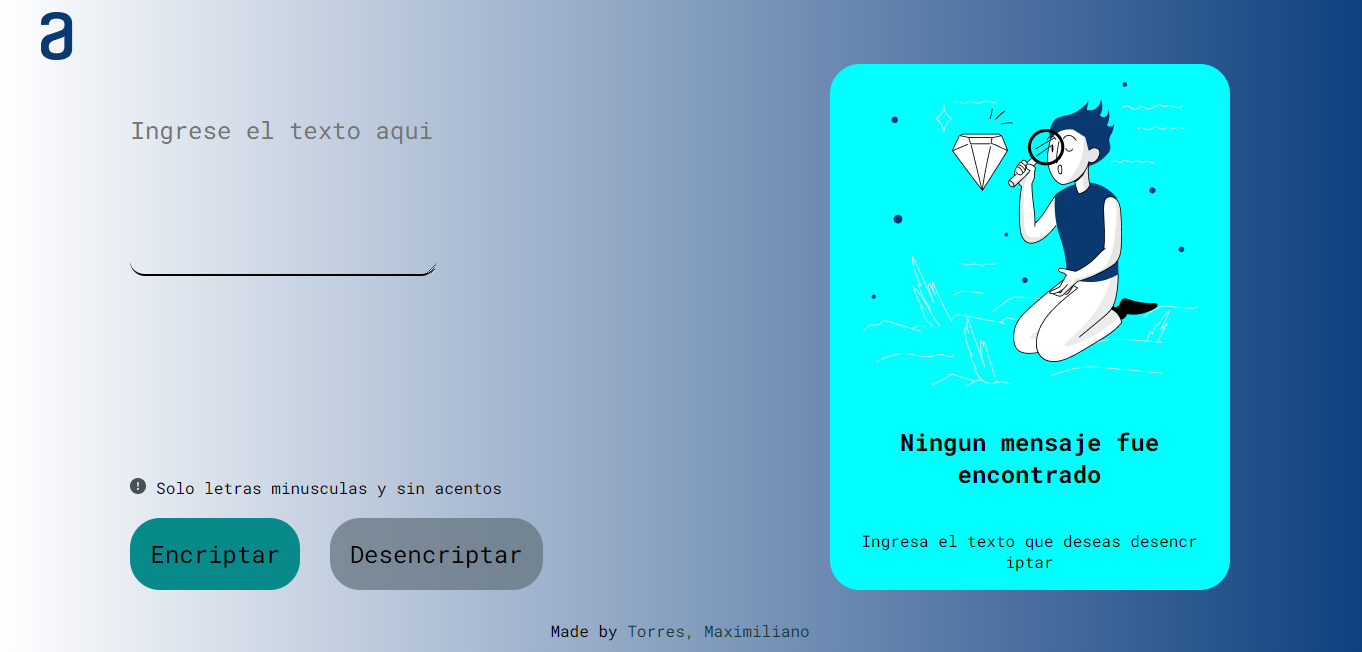 a
Ingrese el texto aqui
Solo letras minusculas y sin acentos
Encriptar
Desencriptar
Ningun mensaje fue
encontrado
Ingresa el texto que deseas desencr
iptar
Made by Torres, Maximiliano